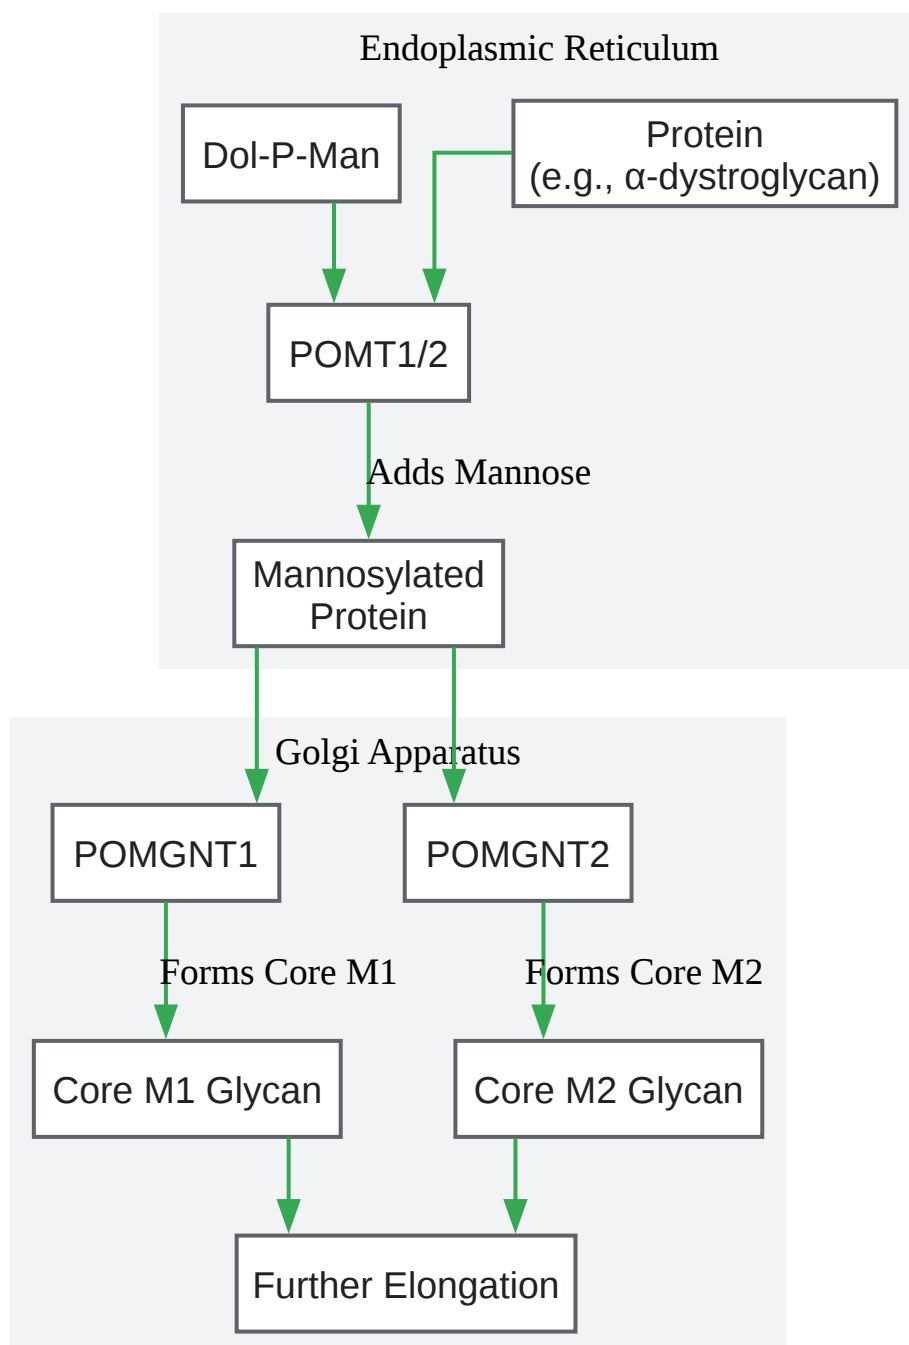 Endoplasmic Reticulum
Dol-P-Man
Protein
(e.g., α-dystroglycan)
POMT1/2
Adds Mannose
Mannosylated
Protein
Golgi Apparatus
POMGNT1
POMGNT2
Forms Core M1
Forms Core M2
Core M1 Glycan
Core M2 Glycan
Further Elongation